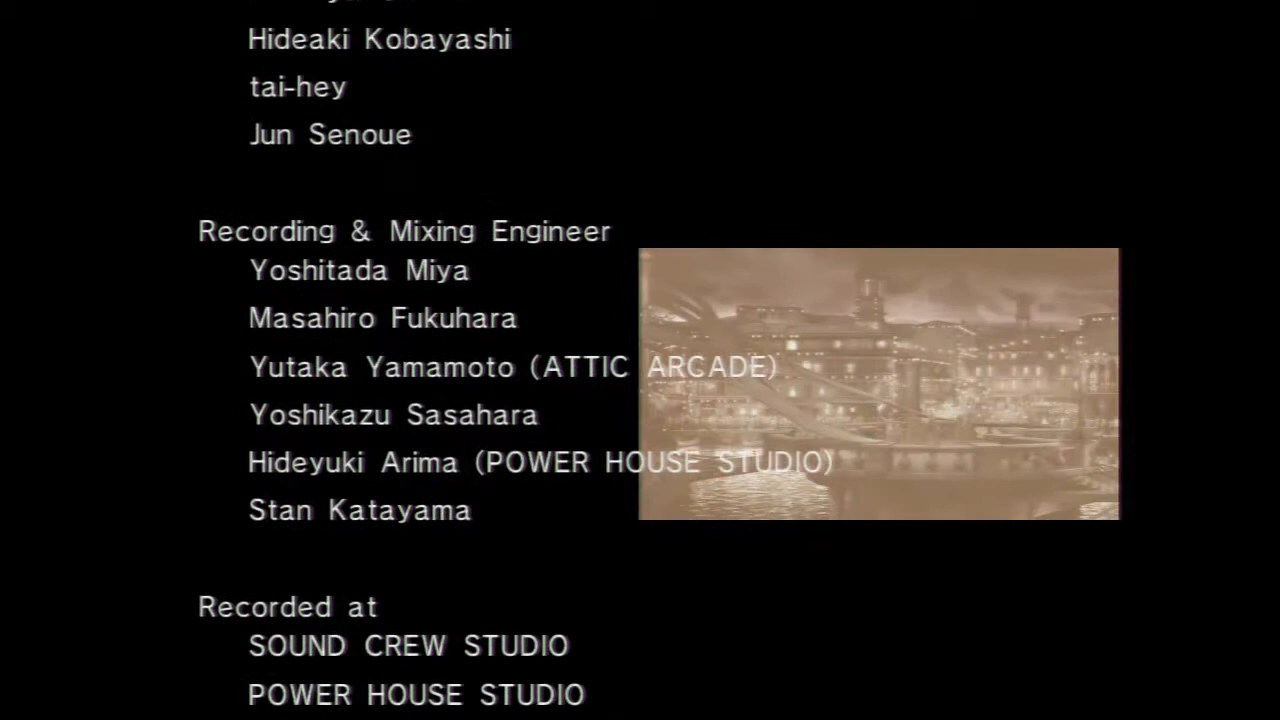 Hideaki Kobayashi
tai-hey
Jun Senoue
Recording & Mixing Engineer
Yoshitada Miya
Masahiro Fukuhara
Yutaka Yamamoto (ATTIC ARCADE)
Yoshikazu Sasahara
Hideyuki Arima (POWER HOUSE STUDIO)
Stan Katayama
Recorded at
SOUND CREW STUDIO
POWER HOUSE STUDIO